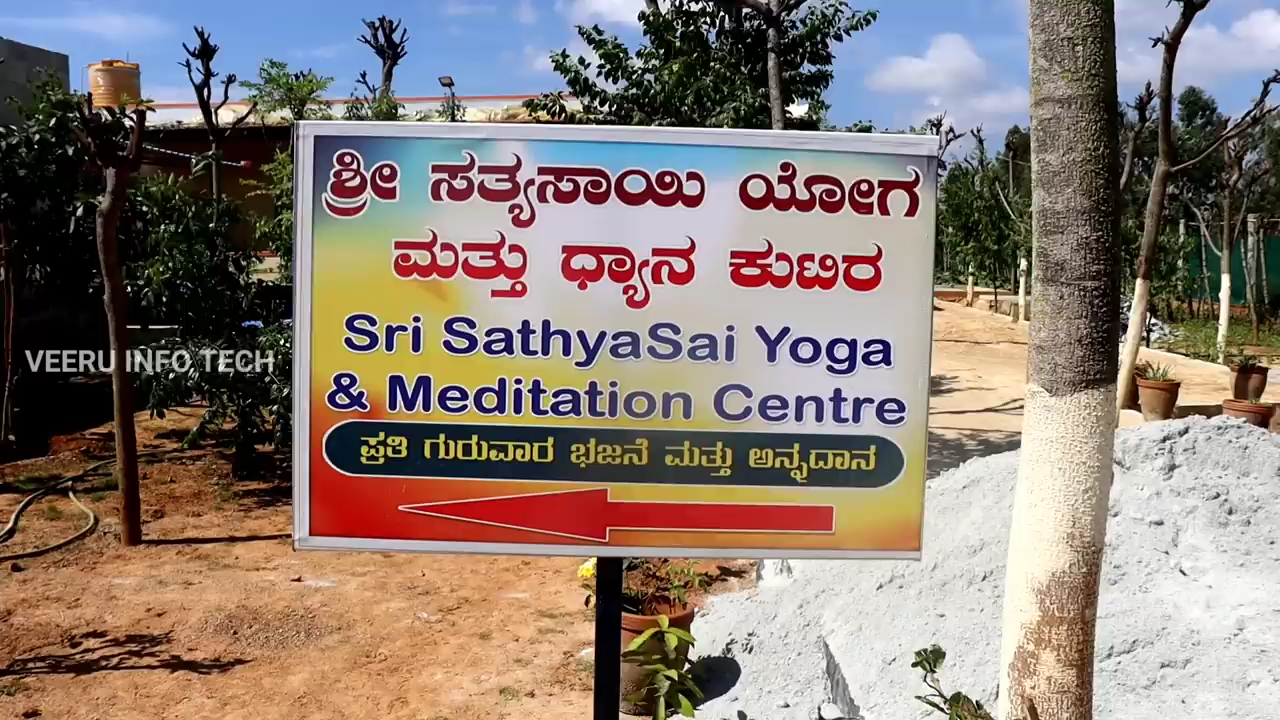 ಶ್ರೀ ಸತ್ಯಸಾಯಿ ಯೋಗ
ಮತ್ತು ಧ್ಯಾನ ಕುಟಿರ
Sri SathyaSai Yoga
& Meditation Centre
ಪ್ರತಿ ಗುರುವಾರ ಭಜನೆ ಮತ್ತು ಅನ್ನದಾನ
VEERU INFO TECH